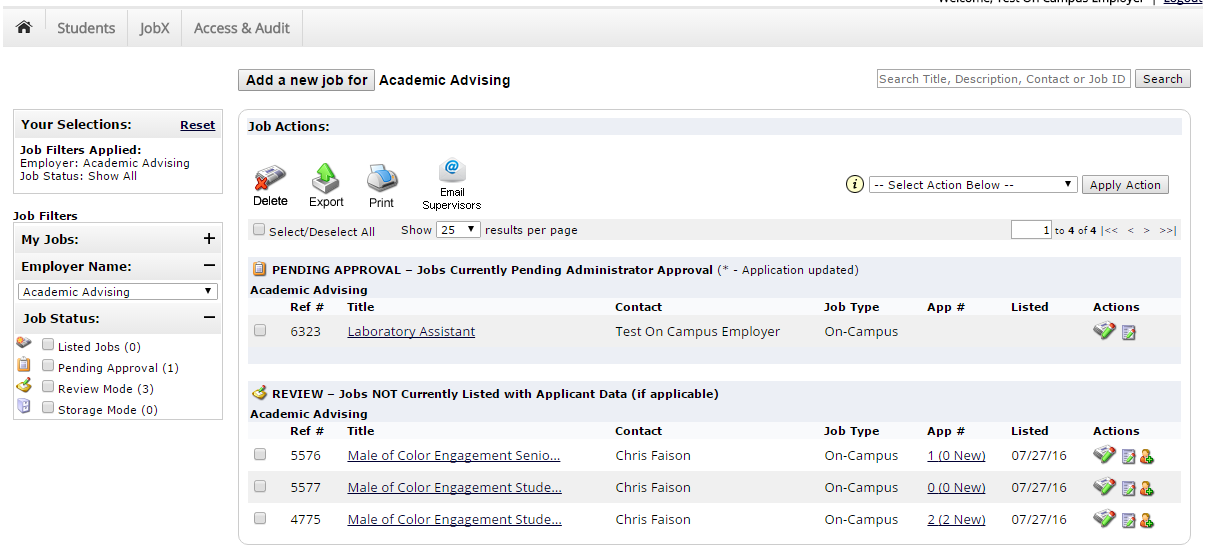 Welcome, Test On Campus Employer | Logout
Students JobX Access & Audit
Add a new job for Academic Advising Search Title, Description, Contact or Job ID Search
Your Selections: Reset
Job Filters Applied:
Employer: Academic Advising
Job Status: Show All
Job Filters
My Jobs:
Employer Name:
Academic Advising
Job Status:
Listed Jobs (0)
Pending Approval (1)
Review Mode (3)
Storage Mode (0)
Job Actions:
Delete Export Print Email Supervisors
i -- Select Action Below -- Apply Action
Select/Deselect All Show 25 results per page 1 to 4 of 4 |<< < > >>|
PENDING APPROVAL – Jobs Currently Pending Administrator Approval (* - Application updated)
Academic Advising
Ref # Title Contact Job Type App # Listed Actions
6323 Laboratory Assistant Test On Campus Employer On-Campus
REVIEW – Jobs NOT Currently Listed with Applicant Data (if applicable)
Academic Advising
Ref # Title Contact Job Type App # Listed Actions
5576 Male of Color Engagement Senio... Chris Faison On-Campus 1 (0 New) 07/27/16
5577 Male of Color Engagement Stude... Chris Faison On-Campus 0 (0 New) 07/27/16
4775 Male of Color Engagement Stude... Chris Faison On-Campus 2 (2 New) 07/27/16